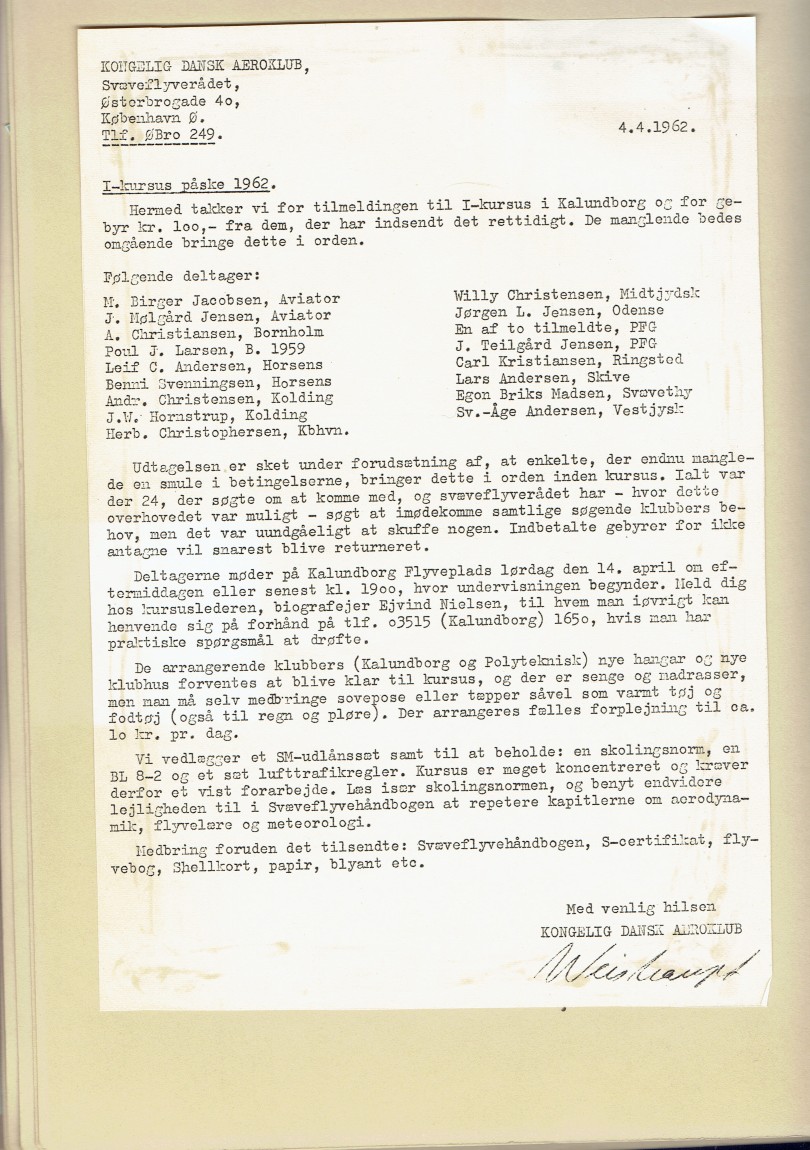 KONGELIG DANSK AEROKLUB,
Svæveflyverådet,
Østerbrogade 4o,
København Ø.
Tlf. ØBro 249.
4.4.1962.
I-kursus påske 1962.
Hermed takker vi for tilmeldingen til I-kursus i Kalundborg og for ge-
byr kr. loo,- fra dem, der har indsendt det rettidigt. De manglende bedes
omgående bringe dette i orden.
Følgende deltager:
M. Birger Jacobsen, Aviator
J. Mølgård Jensen, Aviator
A. Christiansen, Bornholm
Poul J. Larsen, B. 1959
Leif C. Andersen, Horsens
Benni Svenningsen, Horsens
Andr. Christensen, Kolding
J.W. Hornstrup, Kolding
Herb. Christophersen, Kbhvn.
Willy Christensen, Midtjydsk
Jørgen L. Jensen, Odense
En af to tilmeldte, PFG
J. Teilgård Jensen, PFG
Carl Kristiansen, Ringsted
Lars Andersen, Skive
Egon Briks Madsen, Svævethy
Sv.-Åge Andersen, Vestjysk
Udtagelsen er sket under forudsætning af, at enkelte, der endnu mangle-
de en smule i betingelserne, bringer dette i orden inden kursus. Ialt var
der 24, der søgte om at komme med, og svæveflyverådet har - hvor dette
overhovedet var muligt - søgt at imødekomme samtlige søgende klubbers be-
hov, men det var uundgåeligt at skuffe nogen. Indbetalte gebyrer for ikke
antagne vil snarest blive returneret.
Deltagerne møder på Kalundborg Flyveplads lørdag den 14. april om ef-
termiddagen eller senest kl. 19oo, hvor undervisningen begynder. Meld dig
hos kursuslederen, biografejer Ejvind Nielsen, til hvem man iøvrigt kan
henvende sig på forhånd på tlf. o3515 (Kalundborg) 165o, hvis man har
praktiske spørgsmål at drøfte.
De arrangerende klubbers (Kalundborg og Polyteknisk) nye hangar og nye
klubhus forventes at blive klar til kursus, og der er senge og madrasser,
men man må selv medbringe sovepose eller tæpper såvel som varmt tøj og
fodtøj (også til regn og pløre). Der arrangeres fælles forplejning til ca.
lo kr. pr. dag.
Vi vedlægger et SM-udlånssæt samt til at beholde: en skolingsnorm, en
BL 8-2 og et sæt lufttrafikregler. Kursus er meget koncentreret og kræver
derfor et vist forarbejde. Læs især skolingsnormen, og benyt endvidere
lejligheden til i Svæveflyvehåndbogen at repetere kapitlerne om aerodyna-
mik, flyvelære og meteorologi.
Medbring foruden det tilsendte: Svæveflyvehåndbogen, S-certifikat, fly-
vebog, Shellkort, papir, blyant etc.
Med venlig hilsen
KONGELIG DANSK AEROKLUB
Weishaupt